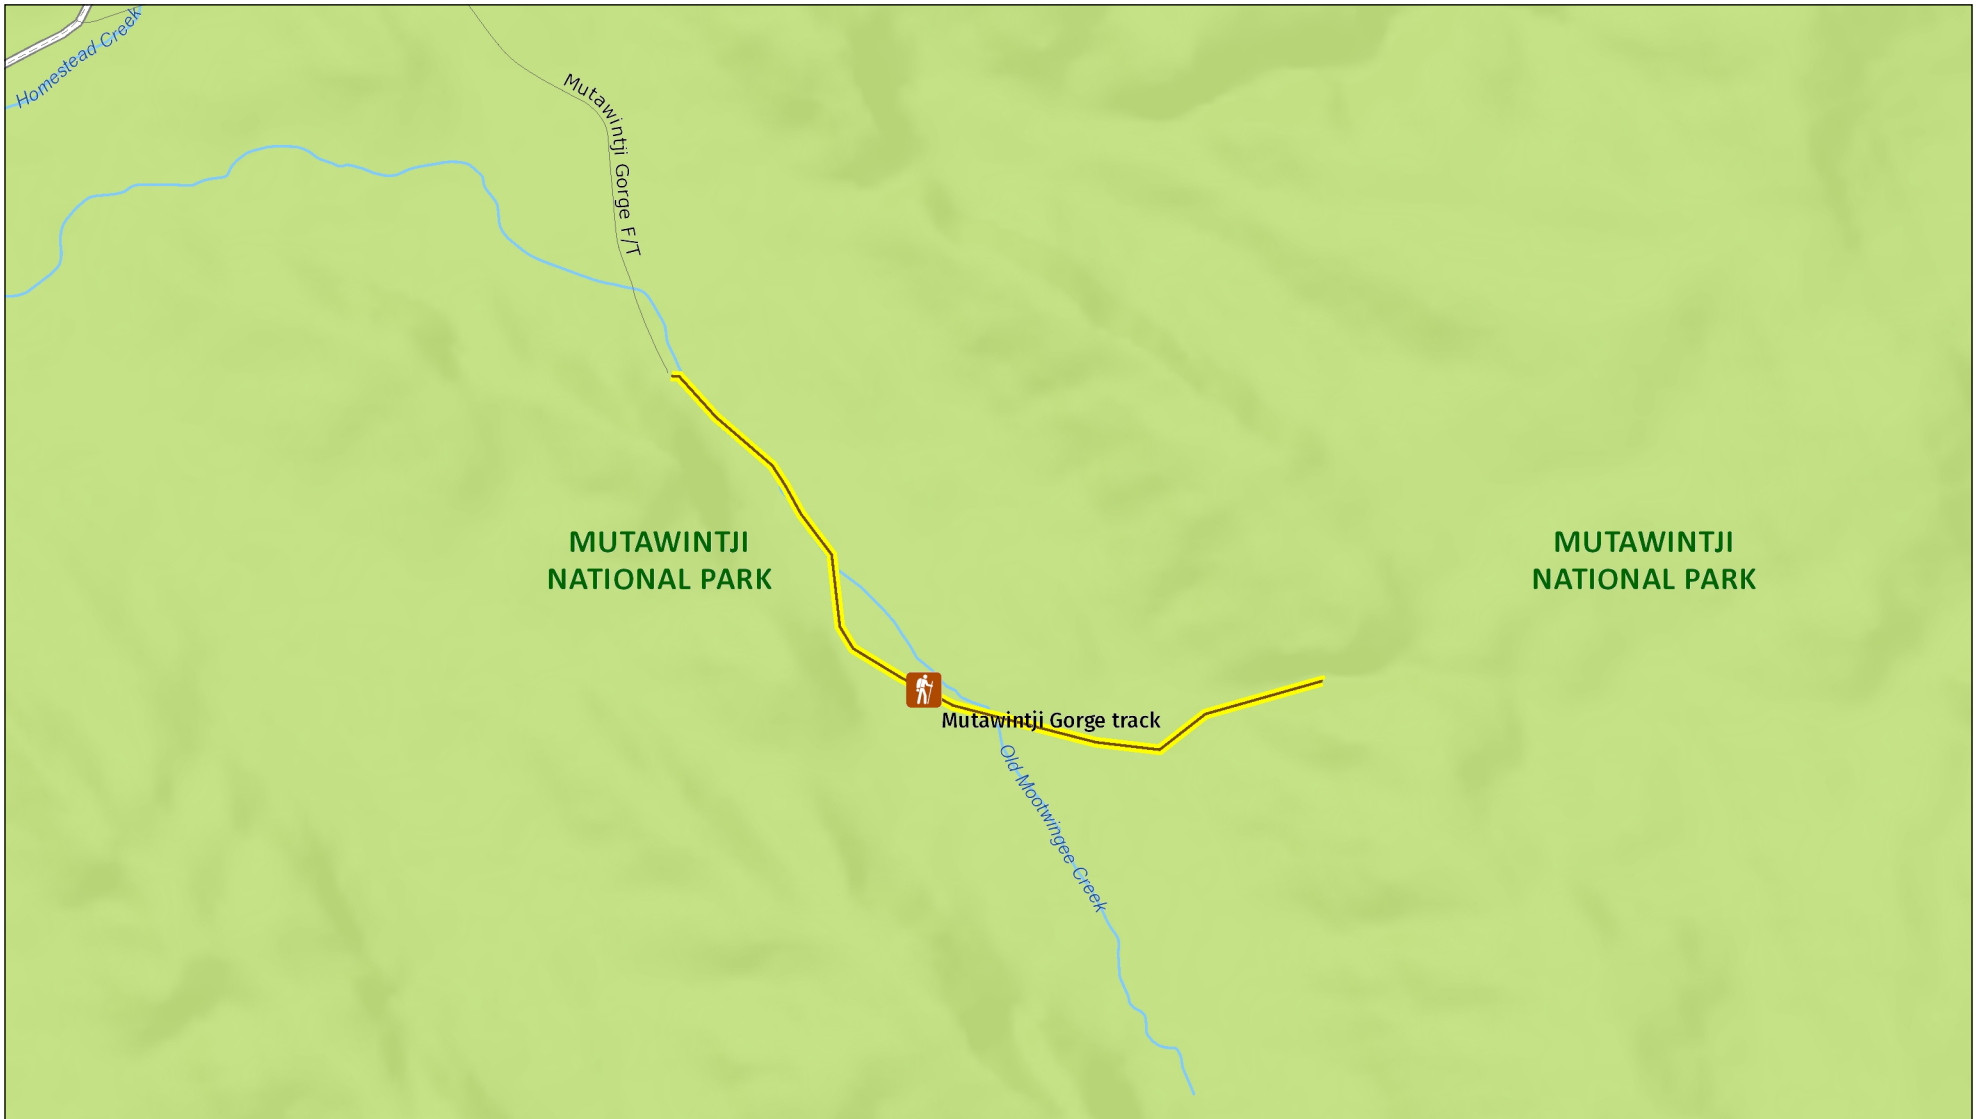 Homestead Creek
Mutawintji Gorge F/T
MUTAWINTJI
NATIONAL PARK
MUTAWINTJI
NATIONAL PARK
Mutawintji Gorge track
Old Mootwingee Creek